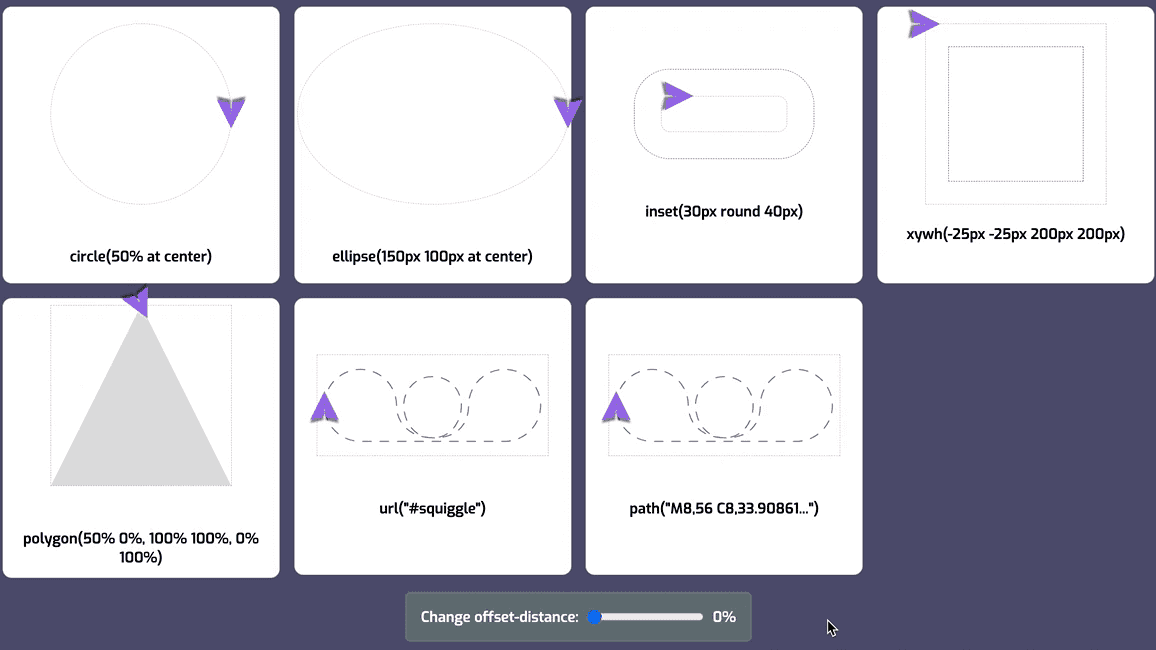 circle(50% at center)
ellipse(150px 100px at center)
inset(30px round 40px)
xywh(-25px -25px 200px 200px)
polygon(50% 0%, 100% 100%, 0%
100%)
url("#squiggle")
path("M8,56 C8,33.90861...")
Change offset-distance: 0%